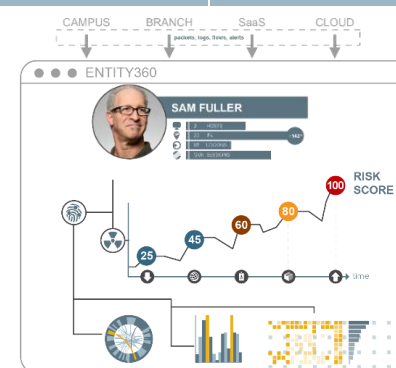 CAMPUS BRANCH SaaS CLOUD
packets, logs, flows, alerts
ENTITY360
SAM FULLER
3 HOSTS
IPs
LOGONS
SESSIONS
100 RISK
SCORE
80
60
45
25
time